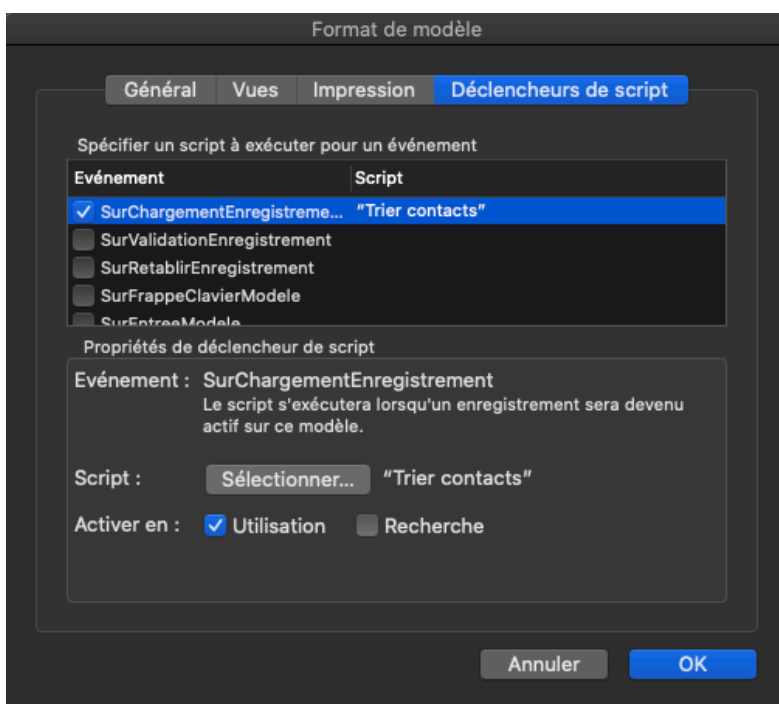 Format de modèle
Général Vues Impression Déclencheurs de script
Spécifier un script à exécuter pour un événement
Evénement Script
SurChargementEnregistreme... “Trier contacts”
SurValidationEnregistrement
SurRetablirEnregistrement
SurFrappeClavierModele
SurEntreeModele
Propriétés de déclencheur de script
Evénement : SurChargementEnregistrement
Le script s'exécutera lorsqu'un enregistrement sera devenu
actif sur ce modèle.
Script : Sélectionner... “Trier contacts”
Activer en : Utilisation Recherche
Annuler OK